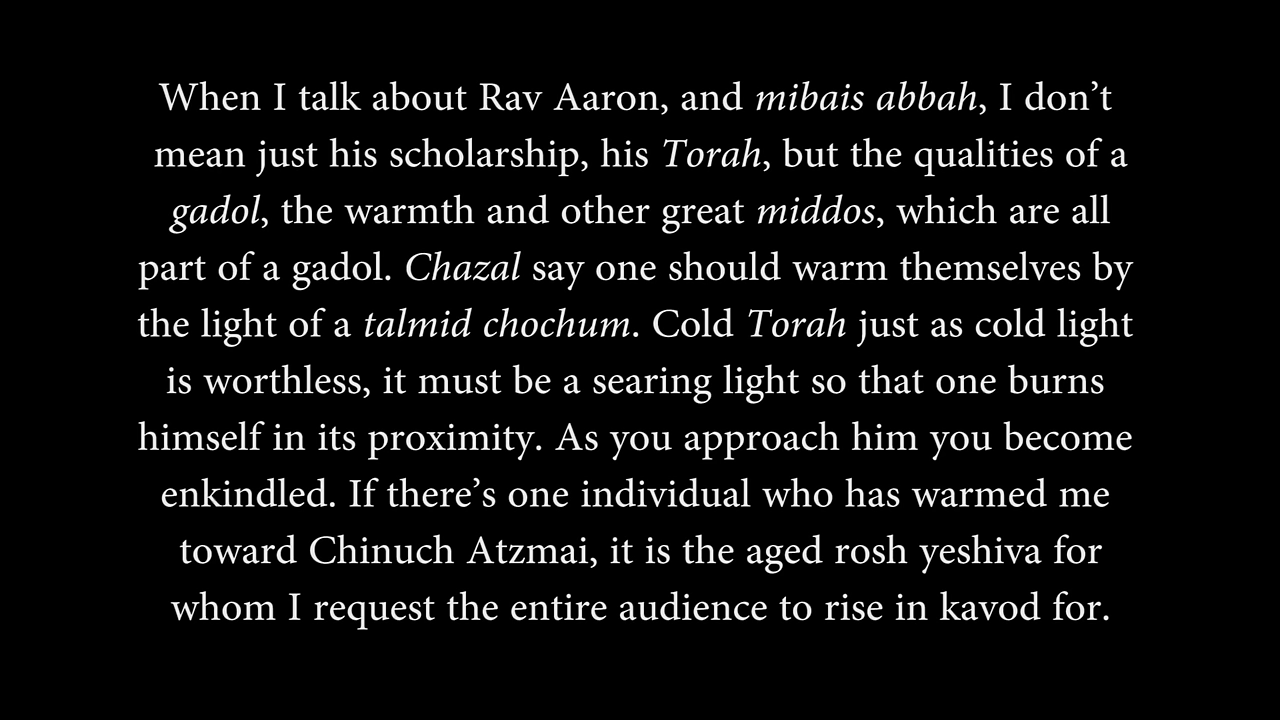 When I talk about Rav Aaron, and mibais abbah, I don’t
mean just his scholarship, his Torah, but the qualities of a
gadol, the warmth and other great middos, which are all
part of a gadol. Chazal say one should warm themselves by
the light of a talmid chochum. Cold Torah just as cold light
is worthless, it must be a searing light so that one burns
himself in its proximity. As you approach him you become
enkindled. If there’s one individual who has warmed me
toward Chinuch Atzmai, it is the aged rosh yeshiva for
whom I request the entire audience to rise in kavod for.